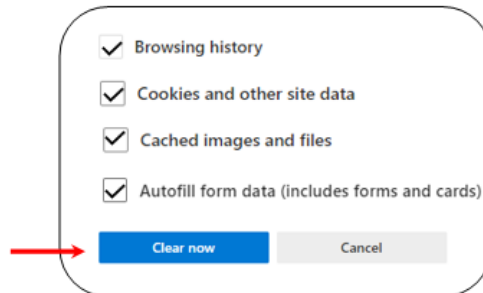 Browsing history
Cookies and other site data
Cached images and files
Autofill form data (includes forms and cards)
Clear now Cancel